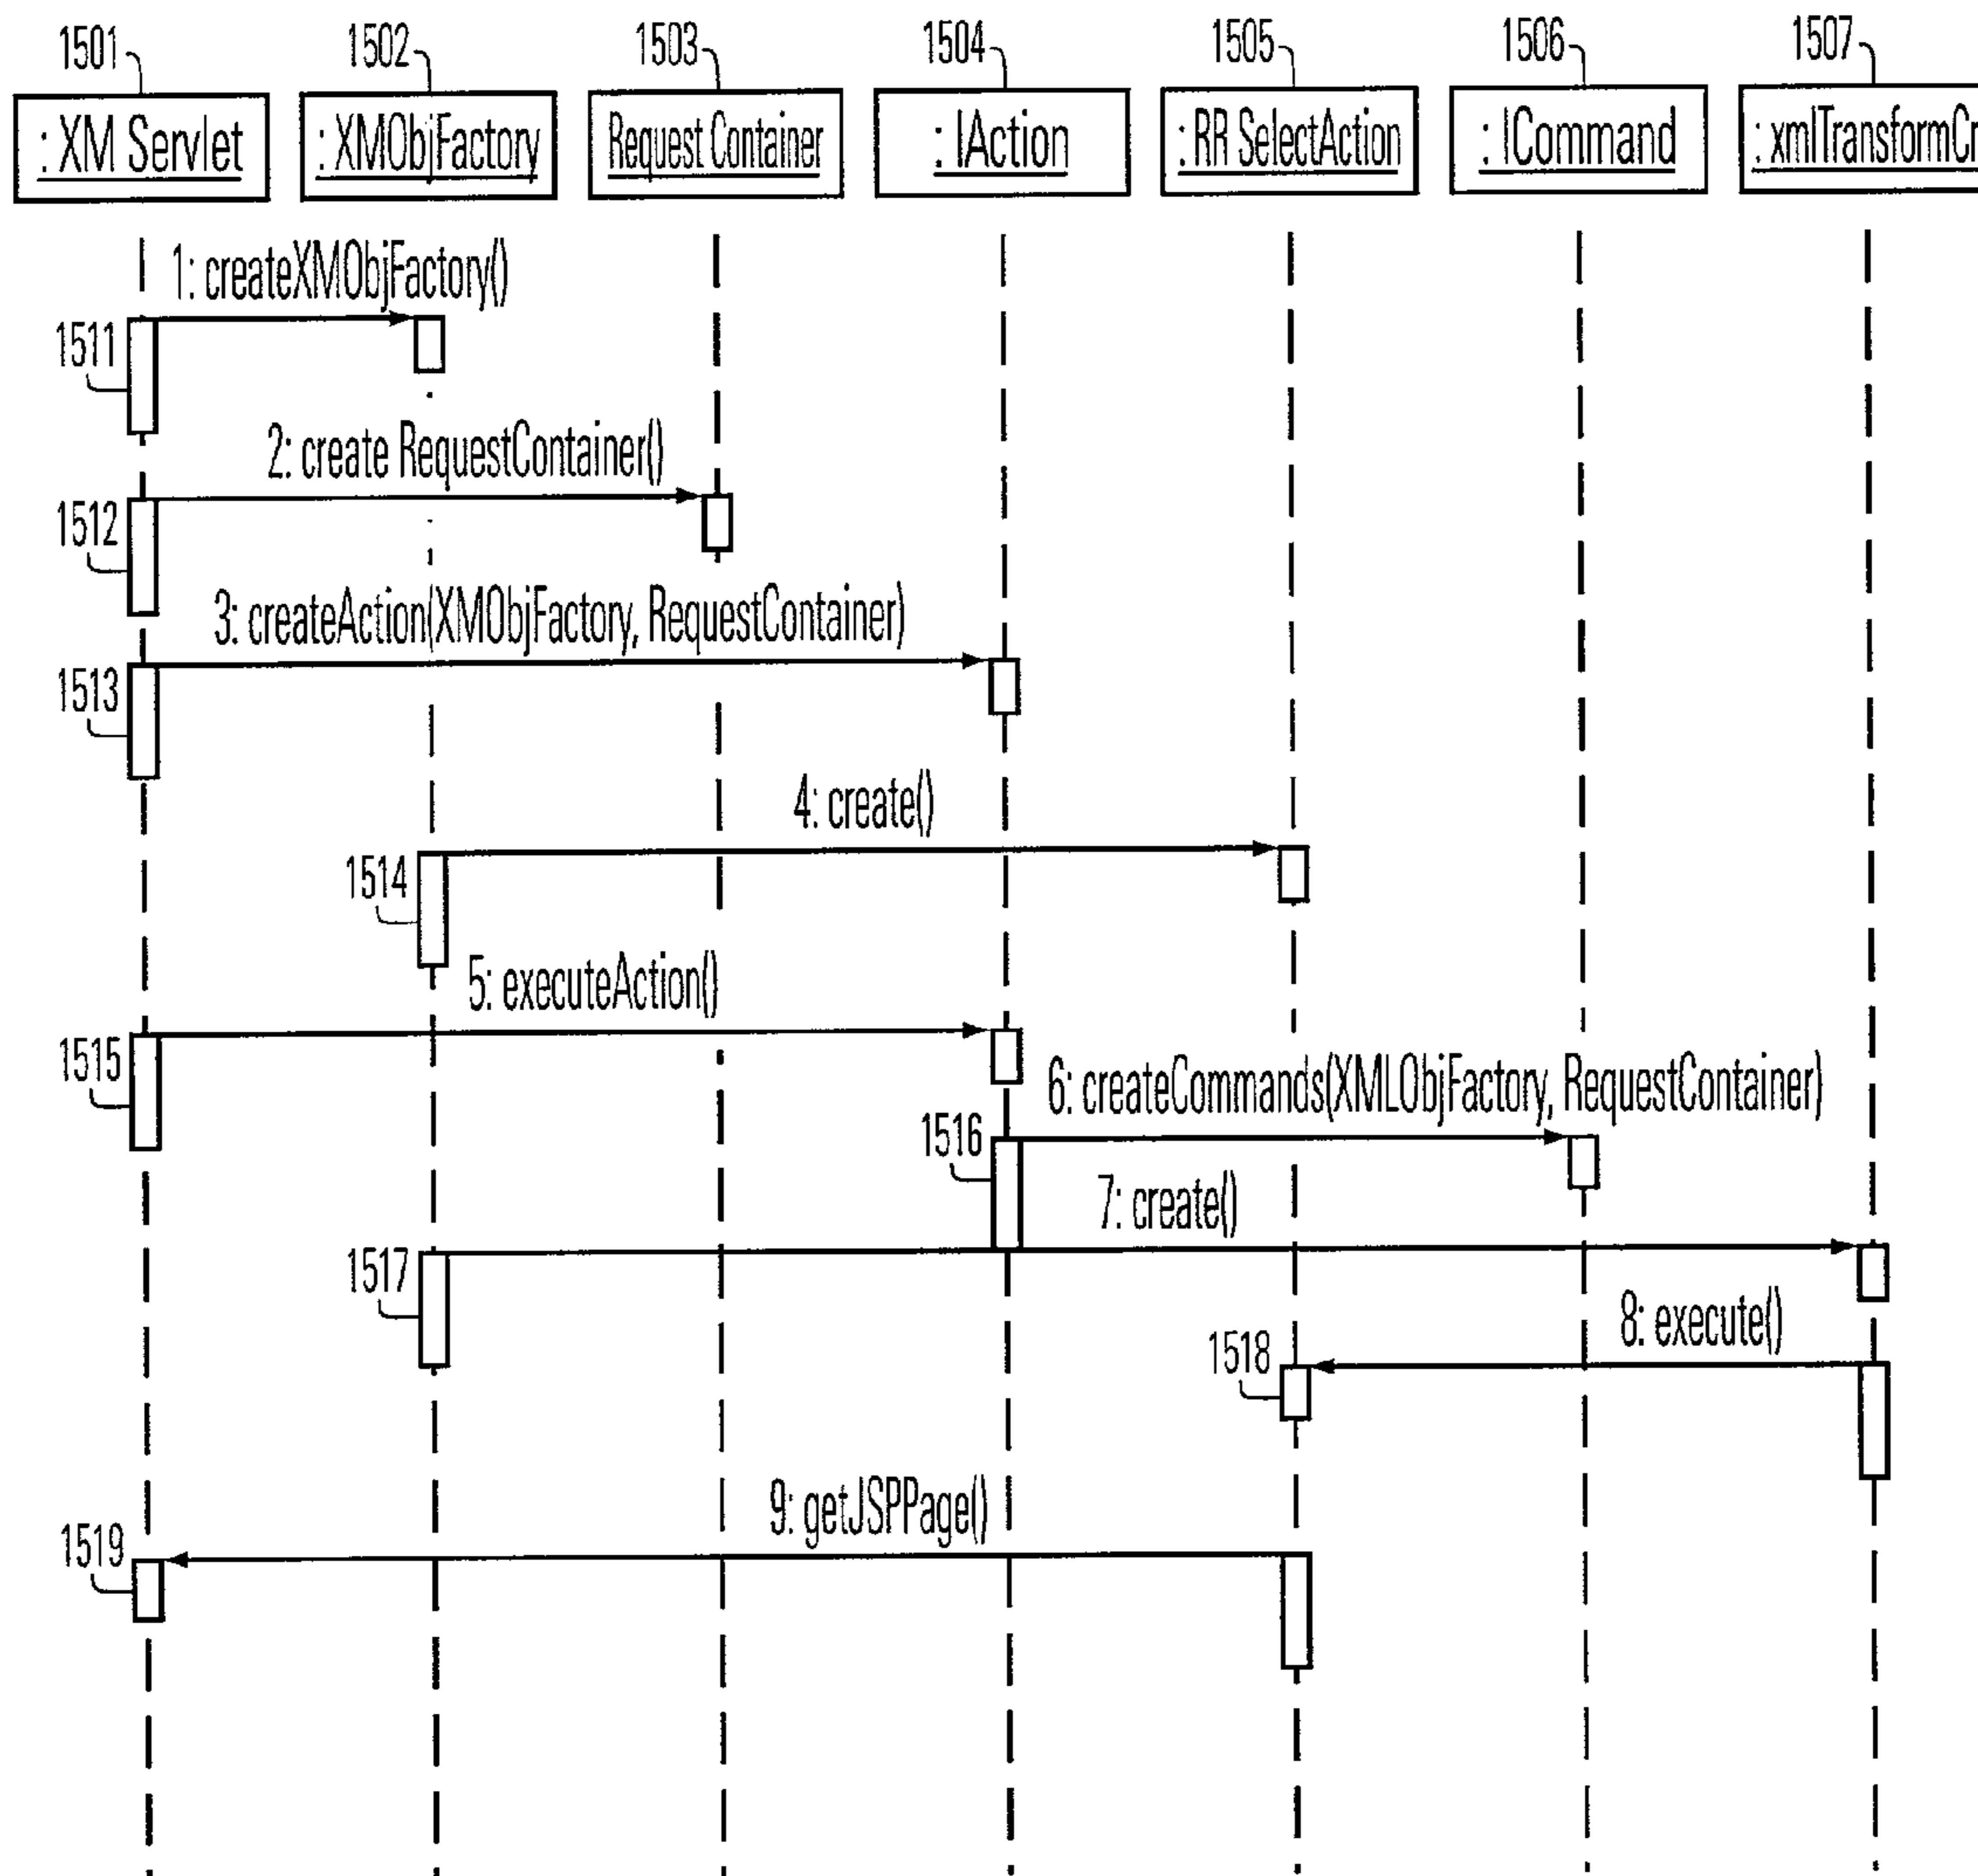 1501 1502 1503 1504 1505 1506 1507
: XM Servlet : XMObjFactory Request Container : IAction : RR SelectAction : ICommand
1: createXMObjFactory()
1511
2: create RequestContainer()
1512
3: createAction(XMObjFactory, RequestContainer)
1513
4: create()
1514
5: executeAction()
1515
6: createCommands(XMLObjFactory, RequestContainer)
1516
7: create()
1517
8: execute()
1518
9: getJSPPage()
1519